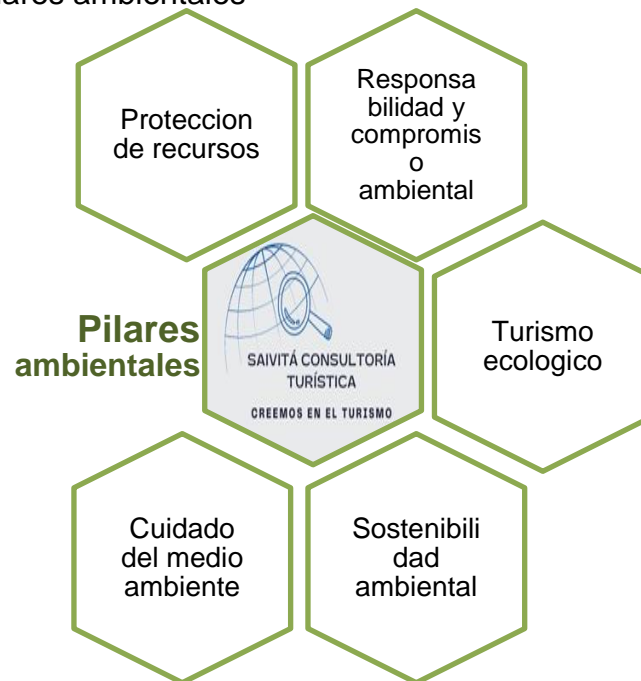 ambientales
Proteccion
de recursos
Responsa
bilidad y
compromis
o
ambiental
Pilares
ambientales
SAIVITÁ CONSULTORÍA
TURÍSTICA
CREEMOS EN EL TURISMO
Turismo
ecologico
Cuidado
del medio
ambiente
Sostenibili
dad
ambiental